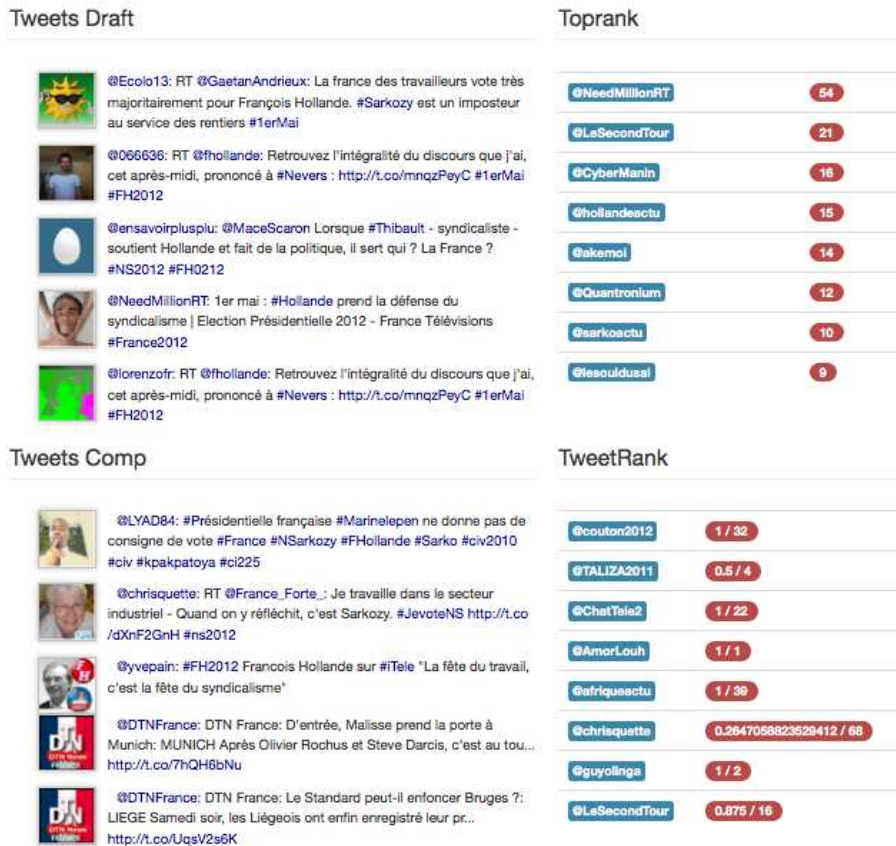 Tweets Draft
@Ecolo13: RT @GaetanAndrieux: La france des travailleurs vote très
majoritairement pour François Hollande. #Sarkozy est un imposteur
au service des rentiers #1erMai
@066636: RT @fhollande: Retrouvez l'intégralité du discours que j'ai,
cet après-midi, prononcé à #Nevers : http://t.co/mnqzPeyC #1erMai
#FH2012
@ensavoirplusplu: @MaceScaron Lorsque #Thibault - syndicaliste -
soutient Hollande et fait de la politique, il sert qui ? La France ?
#NS2012 #FH0212
@NeedMillionRT: 1er mai : #Hollande prend la défense du
syndicalisme | Election Présidentielle 2012 - France Télévisions
#France2012
@lorenzofr: RT @fhollande: Retrouvez l'intégralité du discours que j'ai,
cet après-midi, prononcé à #Nevers : http://t.co/mnqzPeyC #1erMai
#FH2012
Toprank
@NeedMillionRT 54
@LeSecondTour 21
@CyberManin 16
@hollandeactu 15
@akemoi 14
@Quantronium 12
@sarkoactu 10
@lesouldusal 9
Tweets Comp
@LYAD84: #Présidentielle française #Marinelepen ne donne pas de
consigne de vote #France #NSarkozy #FHollande #Sarko #civ2010
#civ #kpakpatoya #ci225
@chrisquette: RT @France_Forte_: Je travaille dans le secteur
industriel - Quand on y réfléchit, c'est Sarkozy. #JevoteNS http://t.co
/dXnF2GnH #ns2012
@yvepain: #FH2012 Francois Hollande sur #iTele "La fête du travail,
c'est la fête du syndicalisme"
@DTNFrance: DTN France: D'entrée, Malisse prend la porte à
Munich: MUNICH Après Olivier Rochus et Steve Darcis, c'est au tou...
http://t.co/7hQH6bNu
@DTNFrance: DTN France: Le Standard peut-il enfoncer Bruges ?:
LIEGE Samedi soir, les Liégeois ont enfin enregistré leur pr...
http://t.co/UqsV2s6K
TweetRank
@couton2012 1 / 32
@TALIZA2011 0.5 / 4
@ChatTele2 1 / 22
@AmorLouh 1 / 1
@afriqueactu 1 / 39
@chrisquette 0.2647058823529412 / 68
@guyolinga 1 / 2
@LeSecondTour 0.875 / 16